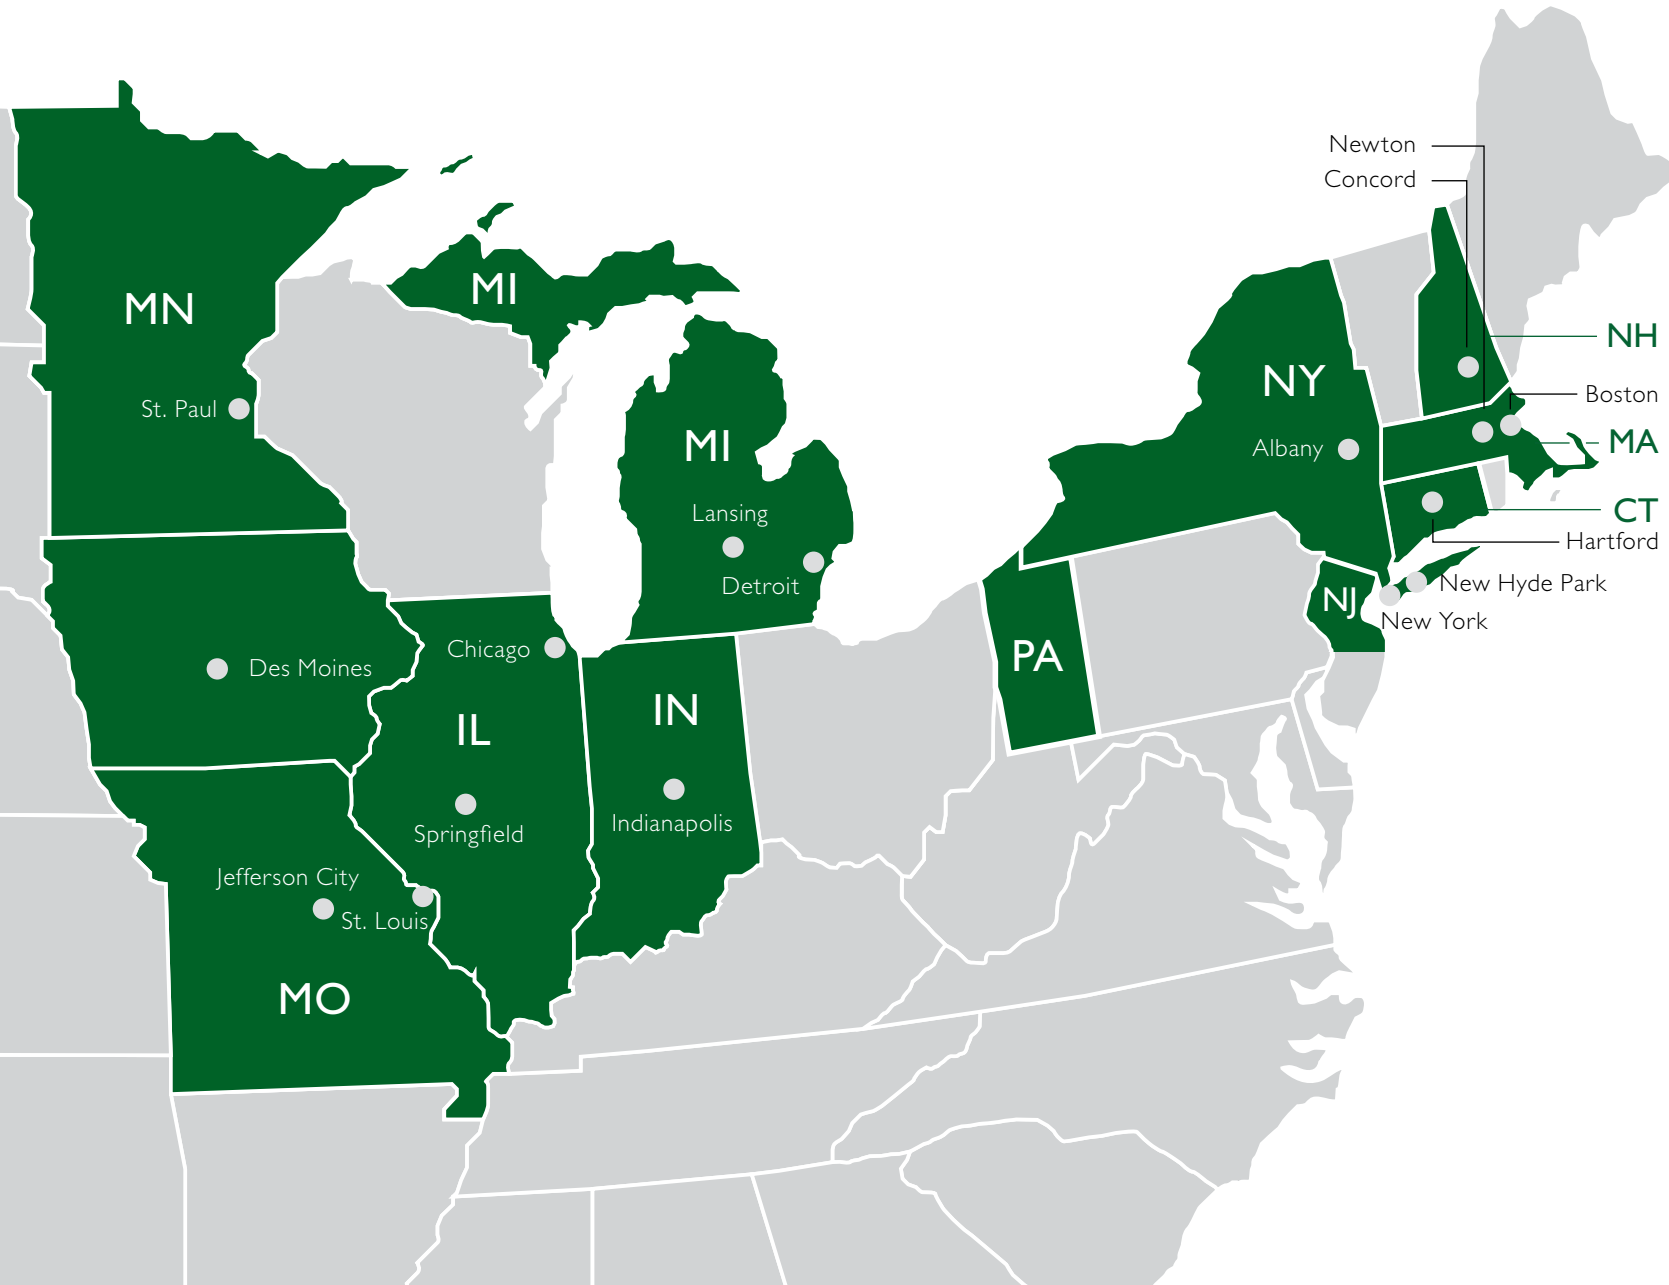 Newton
Concord
MI
MN
NH
NY
Boston
St. Paul
MI
MA
Albany
Lansing
CT
Hartford
Detroit
New Hyde Park
NJ
New York
Chicago
PA
Des Moines
IN
IL
Indianapolis
Springfield
Jefferson City
St. Louis
MO